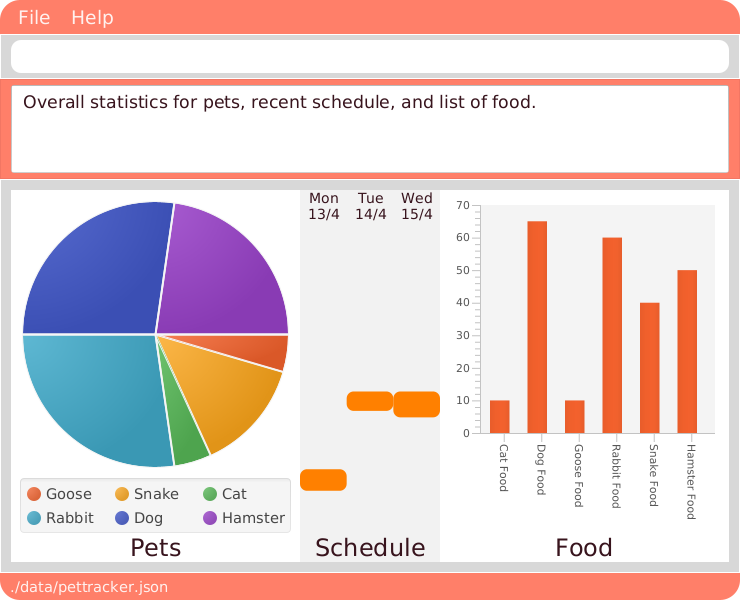 File Help
Overall statistics for pets, recent schedule, and list of food.
Goose Snake Cat
Rabbit Dog Hamster
Pets
Mon Tue Wed
13/4 14/4 15/4
Schedule
70
60
50
40
30
20
10
0
Cat Food
Dog Food
Goose Food
Rabbit Food
Snake Food
Hamster Food
Food
./data/pettracker.json